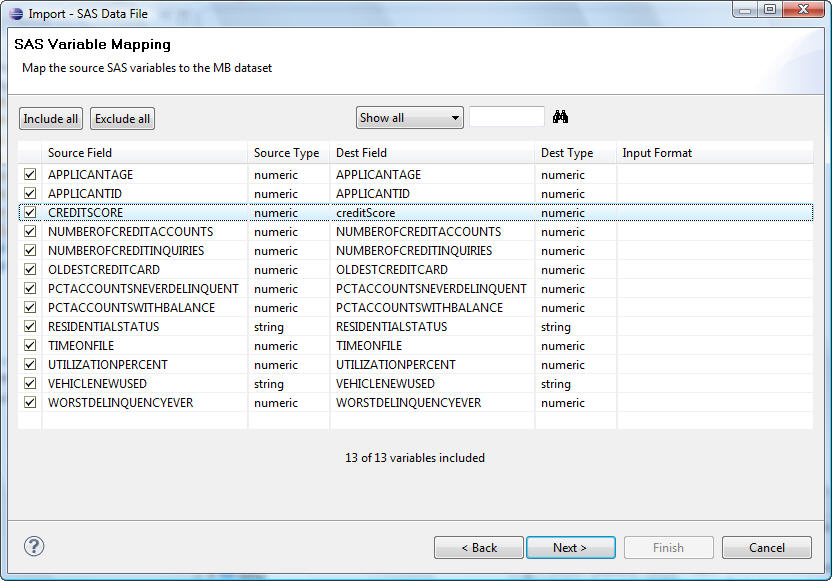 Import - SAS Data File
SAS Variable Mapping
Map the source SAS variables to the MB dataset
Include all Exclude all Show all
Source Field Source Type Dest Field Dest Type Input Format
APPLICANTAGE numeric APPLICANTAGE numeric
APPLICANTID numeric APPLICANTID numeric
CREDITSCORE numeric creditScore numeric
NUMBEROFCREDITACCOUNTS numeric NUMBEROFCREDITACCOUNTS numeric
NUMBEROFCREDITINQUIRIES numeric NUMBEROFCREDITINQUIRIES numeric
OLDESTCREDITCARD numeric OLDESTCREDITCARD numeric
PCTACCOUNTSNEVERDELINQUENT numeric PCTACCOUNTSNEVERDELINQUENT numeric
PCTACCOUNTSWITHBALANCE numeric PCTACCOUNTSWITHBALANCE numeric
RESIDENTIALSTATUS string RESIDENTIALSTATUS string
TIMEONFILE numeric TIMEONFILE numeric
UTILIZATIONPERCENT numeric UTILIZATIONPERCENT numeric
VEHICLENEWUSED string VEHICLENEWUSED string
WORSTDELINQUENCYEVER numeric WORSTDELINQUENCYEVER numeric
13 of 13 variables included
? < Back Next > Finish Cancel